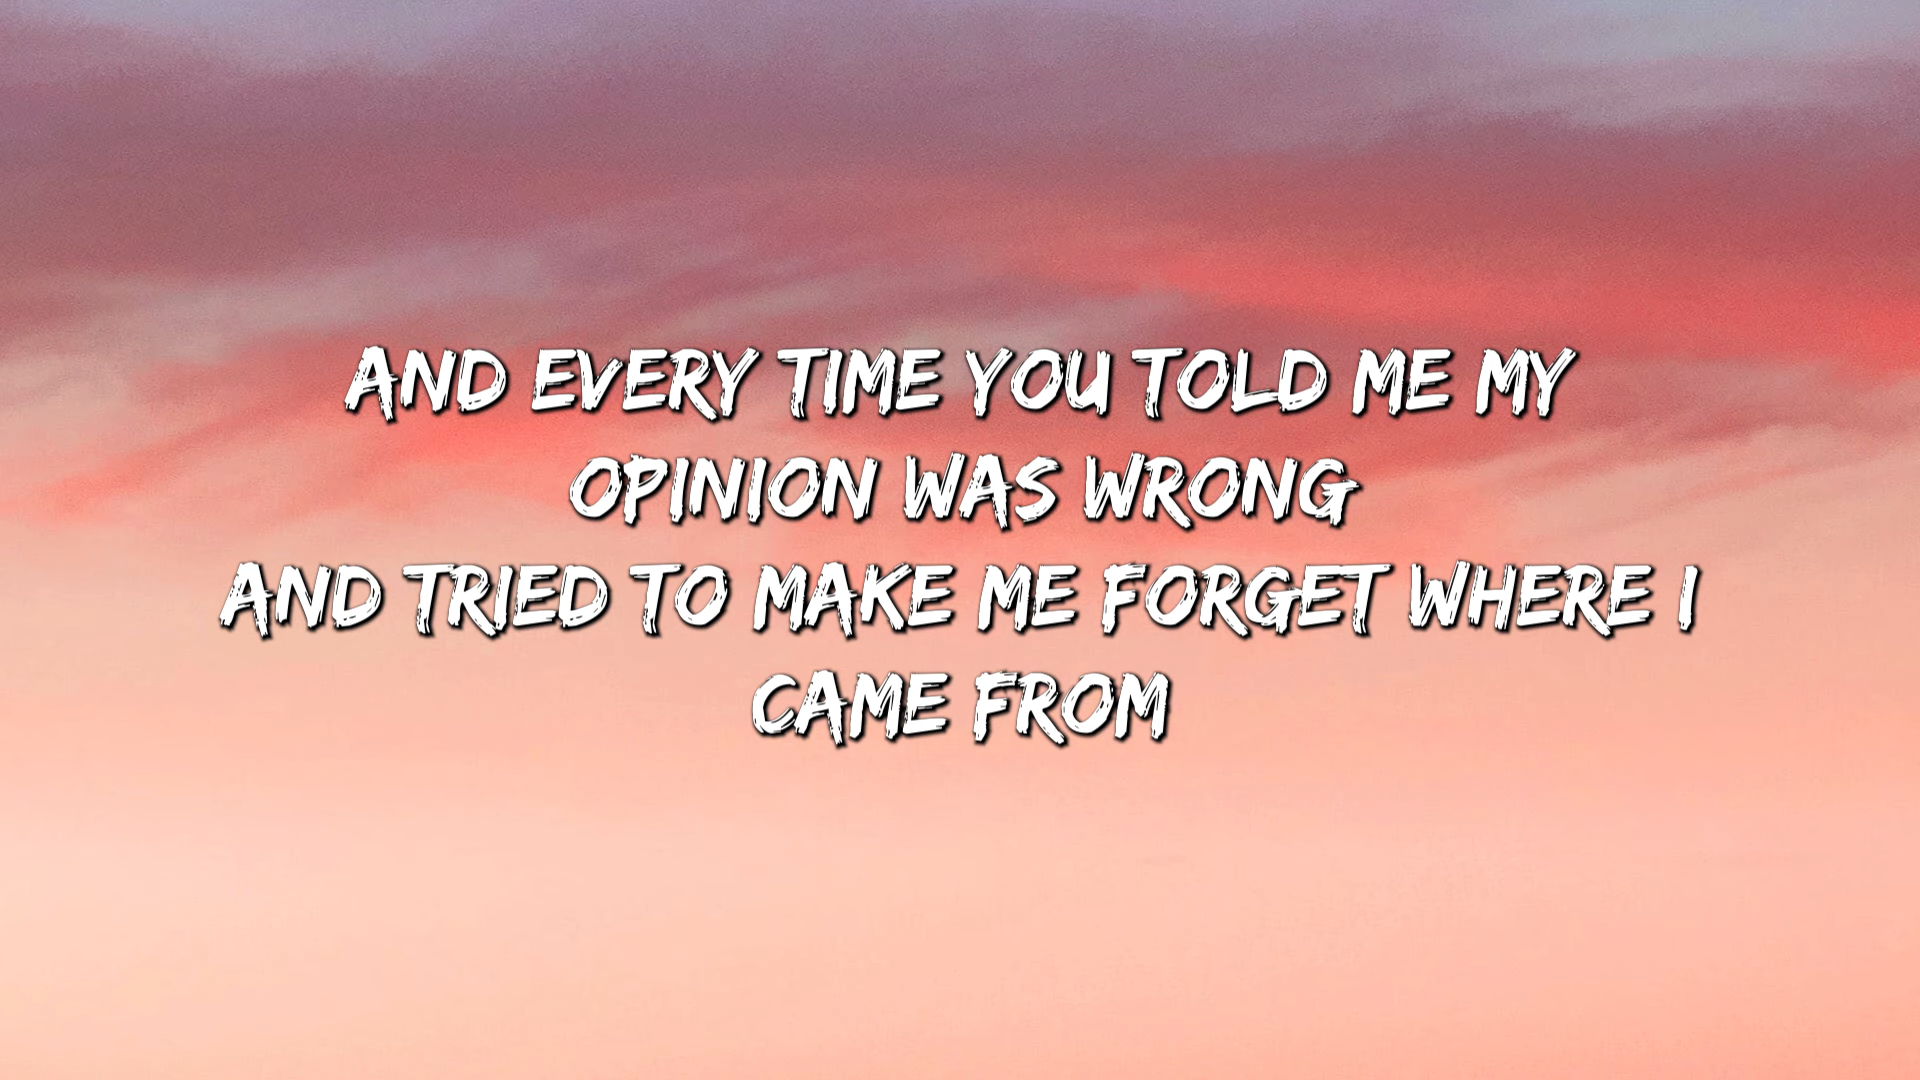 AND EVERY TIME YOU TOLD ME MY
OPINION WAS WRONG
AND TRIED TO MAKE ME FORGET WHERE I
CAME FROM